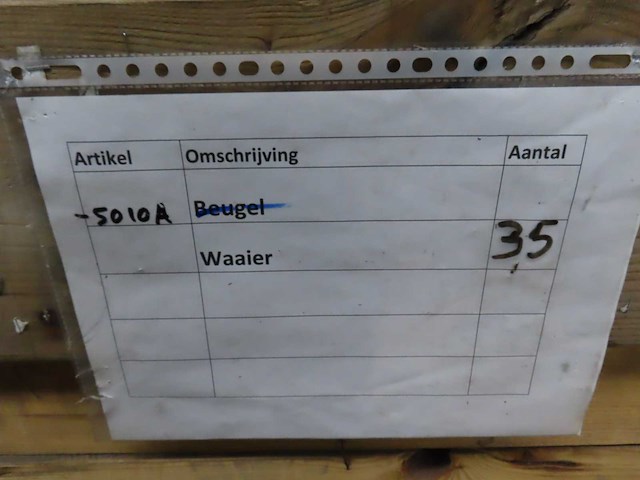 Artikel Omschrijving Aantal
-5010A Beugel
Waaier 35